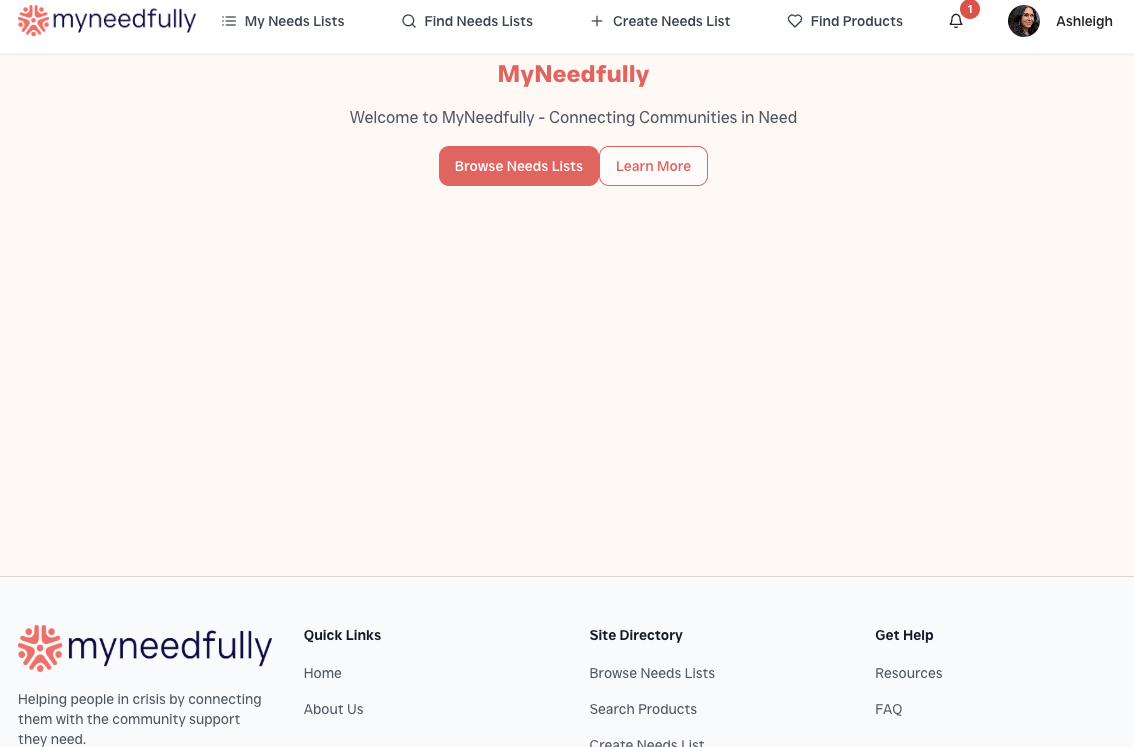 myneedfully
My Needs Lists
Find Needs Lists
Create Needs List
Find Products
1
Ashleigh
MyNeedfully
Welcome to MyNeedfully - Connecting Communities in Need
Browse Needs Lists
Learn More
myneedfully
Helping people in crisis by connecting
them with the community support
they need.
Quick Links
Home
About Us
Site Directory
Browse Needs Lists
Search Products
Create Needs List
Get Help
Resources
FAQ